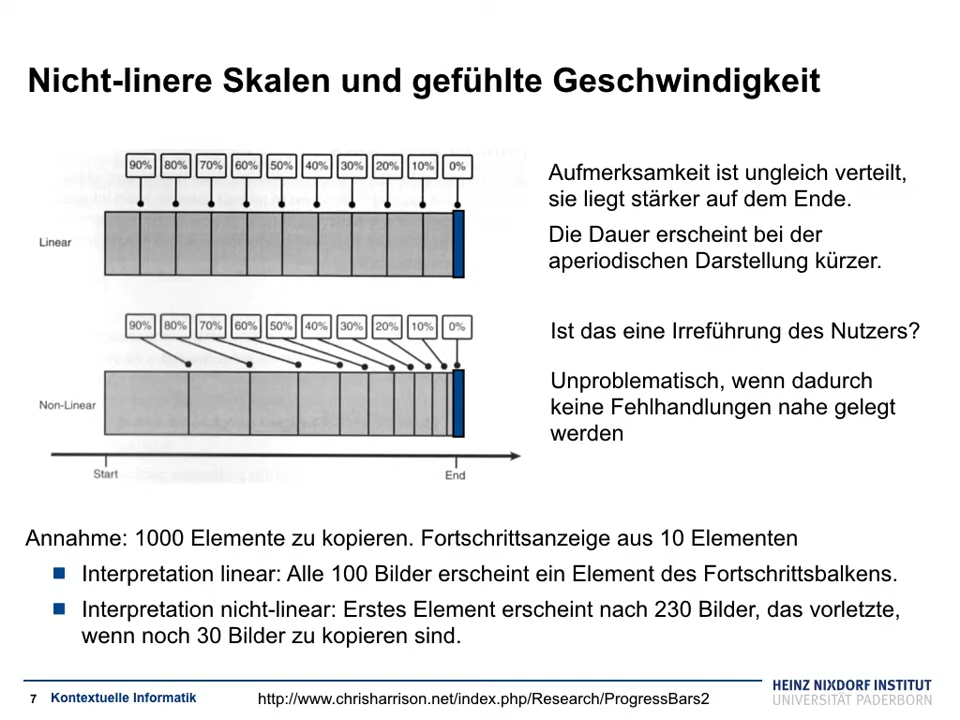 Nicht-linere Skalen und gefühlte Geschwindigkeit
90% 80% 70% 60% 50% 40% 30% 20% 10% 0%
Linear
90% 80% 70% 60% 50% 40% 30% 20% 10% 0%
Non-Linear
Start End
Aufmerksamkeit ist ungleich verteilt,
sie liegt stärker auf dem Ende.
Die Dauer erscheint bei der
aperiodischen Darstellung kürzer.
Ist das eine Irreführung des Nutzers?
Unproblematisch, wenn dadurch
keine Fehlhandlungen nahe gelegt
werden
Annahme: 1000 Elemente zu kopieren. Fortschrittsanzeige aus 10 Elementen
Interpretation linear: Alle 100 Bilder erscheint ein Element des Fortschrittsbalkens.
Interpretation nicht-linear: Erstes Element erscheint nach 230 Bilder, das vorletzte,
wenn noch 30 Bilder zu kopieren sind.
7 Kontextuelle Informatik
http://www.chrisharrison.net/index.php/Research/ProgressBars2
HEINZ NIXDORF INSTITUT
UNIVERSITÄT PADERBORN